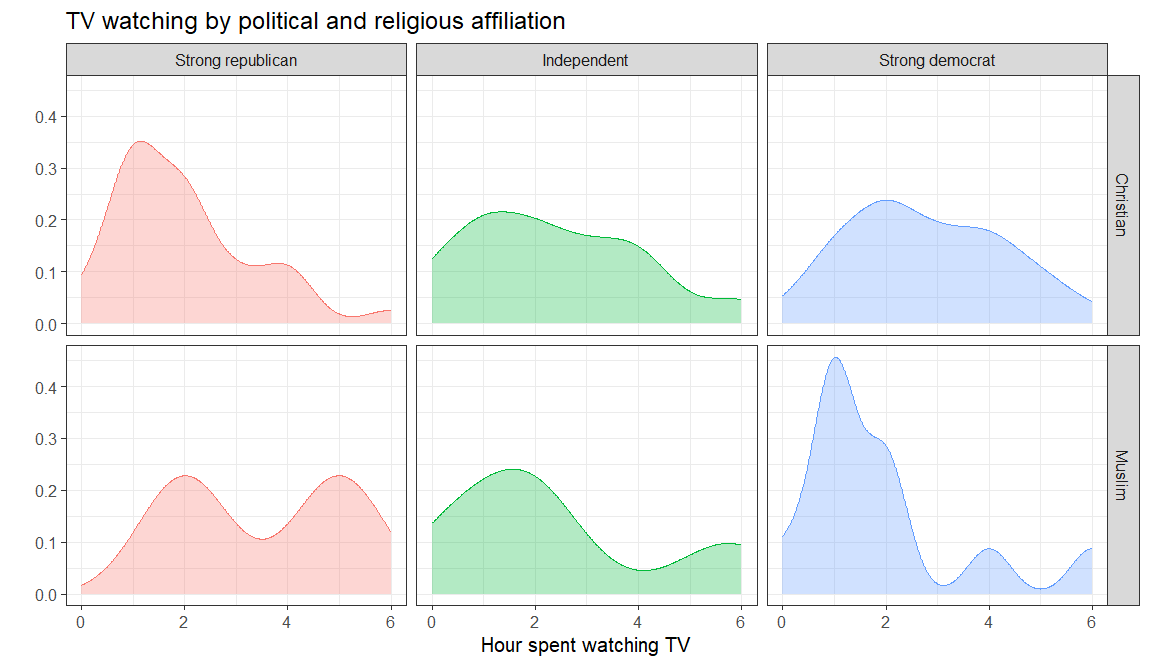 TV watching by political and religious affiliation
Strong republican
Independent
Strong democrat
0.4
0.3
0.2
0.1
0.0
Christian
0.4
0.3
0.2
0.1
0.0
Muslim
0 2 4 6
0 2 4 6
0 2 4 6
Hour spent watching TV